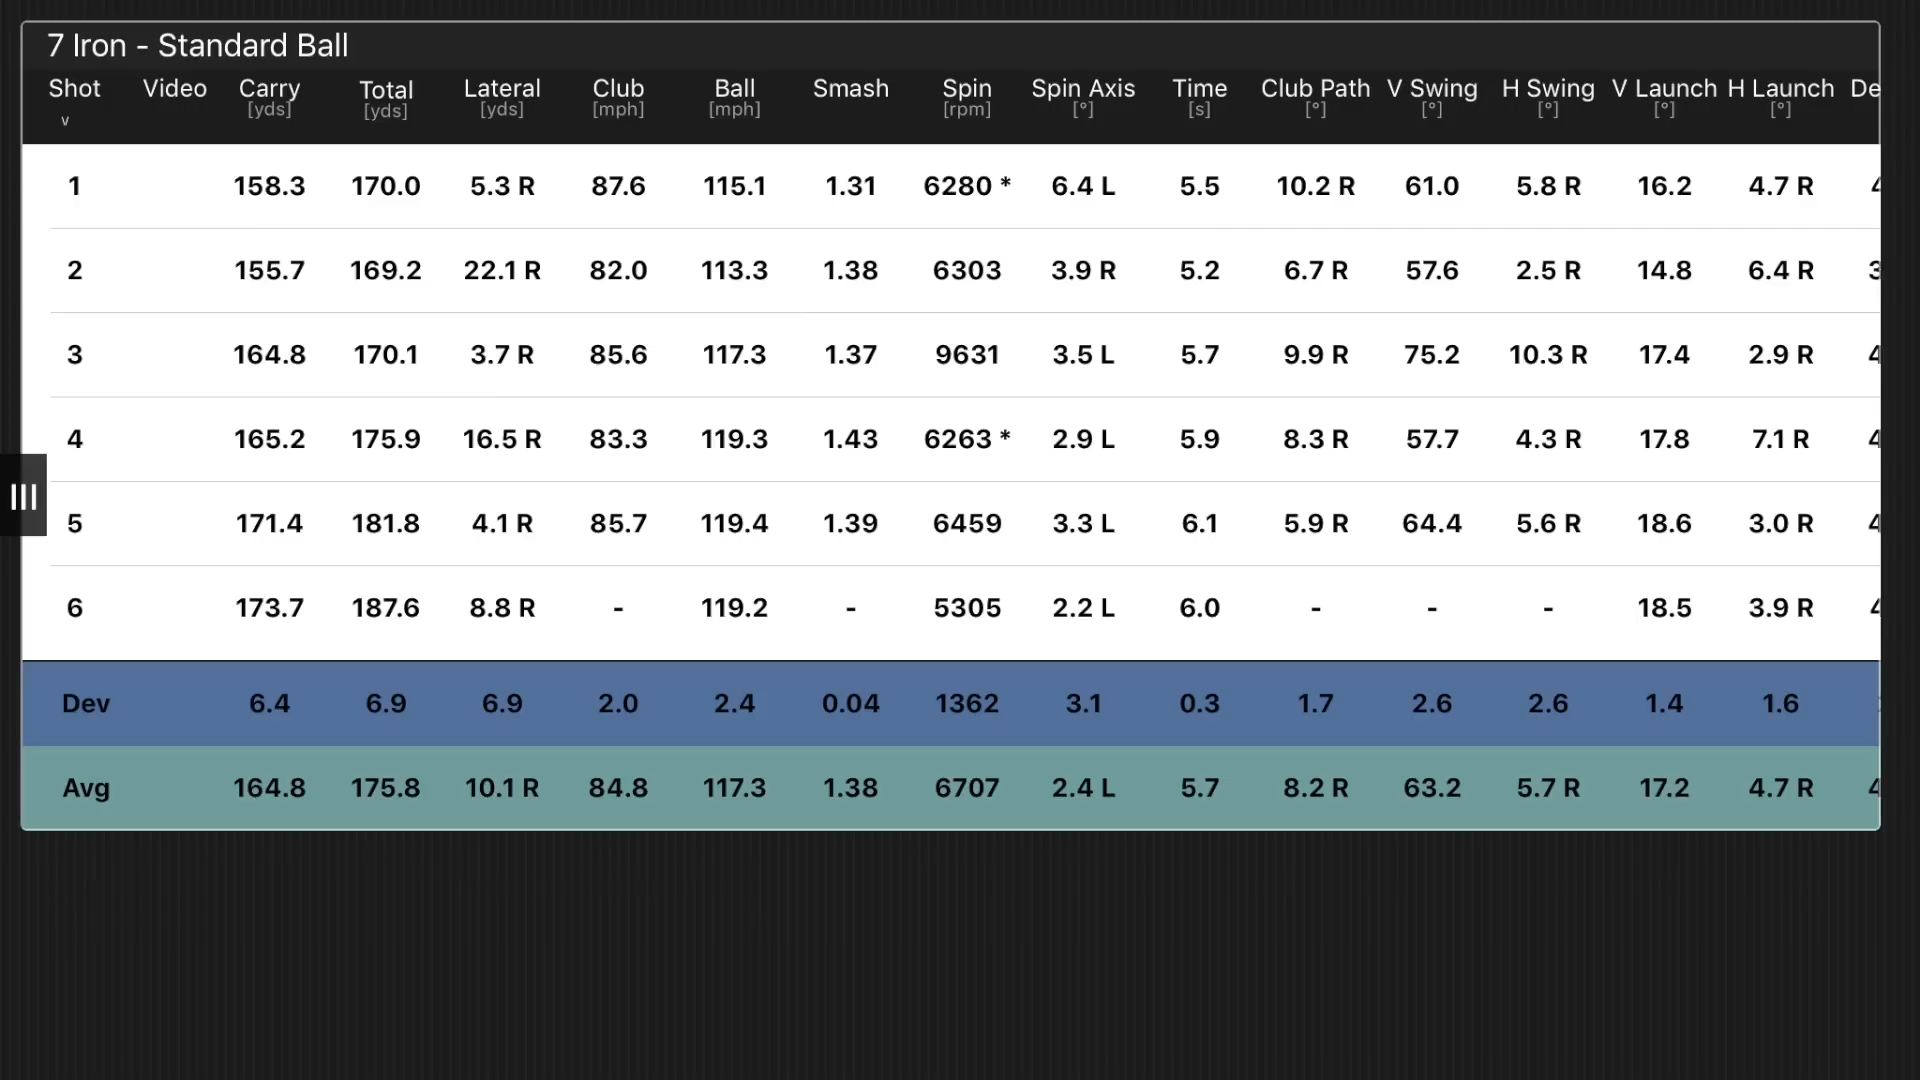 7 Iron - Standard Ball
Shot Video Carry Total Lateral Club Ball Smash Spin Spin Axis Time Club Path V Swing H Swing V Launch H Launch De
[yds] [yds] [yds] [mph] [mph] [rpm] [°] [s] [°] [°] [°] [°] [°]
v
1 158.3 170.0 5.3 R 87.6 115.1 1.31 6280 * 6.4 L 5.5 10.2 R 61.0 5.8 R 16.2 4.7 R
2 155.7 169.2 22.1 R 82.0 113.3 1.38 6303 3.9 R 5.2 6.7 R 57.6 2.5 R 14.8 6.4 R
3 164.8 170.1 3.7 R 85.6 117.3 1.37 9631 3.5 L 5.7 9.9 R 75.2 10.3 R 17.4 2.9 R
4 165.2 175.9 16.5 R 83.3 119.3 1.43 6263 * 2.9 L 5.9 8.3 R 57.7 4.3 R 17.8 7.1 R
5 171.4 181.8 4.1 R 85.7 119.4 1.39 6459 3.3 L 6.1 5.9 R 64.4 5.6 R 18.6 3.0 R
6 173.7 187.6 8.8 R - 119.2 - 5305 2.2 L 6.0 - - - 18.5 3.9 R
Dev 6.4 6.9 6.9 2.0 2.4 0.04 1362 3.1 0.3 1.7 2.6 2.6 1.4 1.6
Avg 164.8 175.8 10.1 R 84.8 117.3 1.38 6707 2.4 L 5.7 8.2 R 63.2 5.7 R 17.2 4.7 R